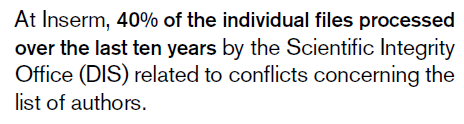 At Inserm, 40% of the individual files processed
over the last ten years by the Scientific Integrity
Office (DIS) related to conflicts concerning the
list of authors.